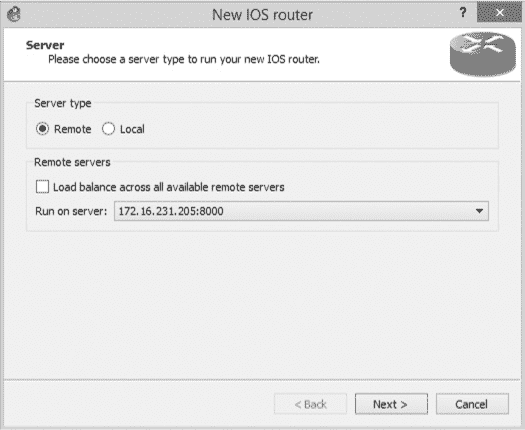 New IOS router
?
x
Server
Please choose a server type to run your new IOS router.
Server type
Remote Local
Remote servers
Load balance across all available remote servers
Run on server: 172.16.231.205:8000
< Back Next > Cancel